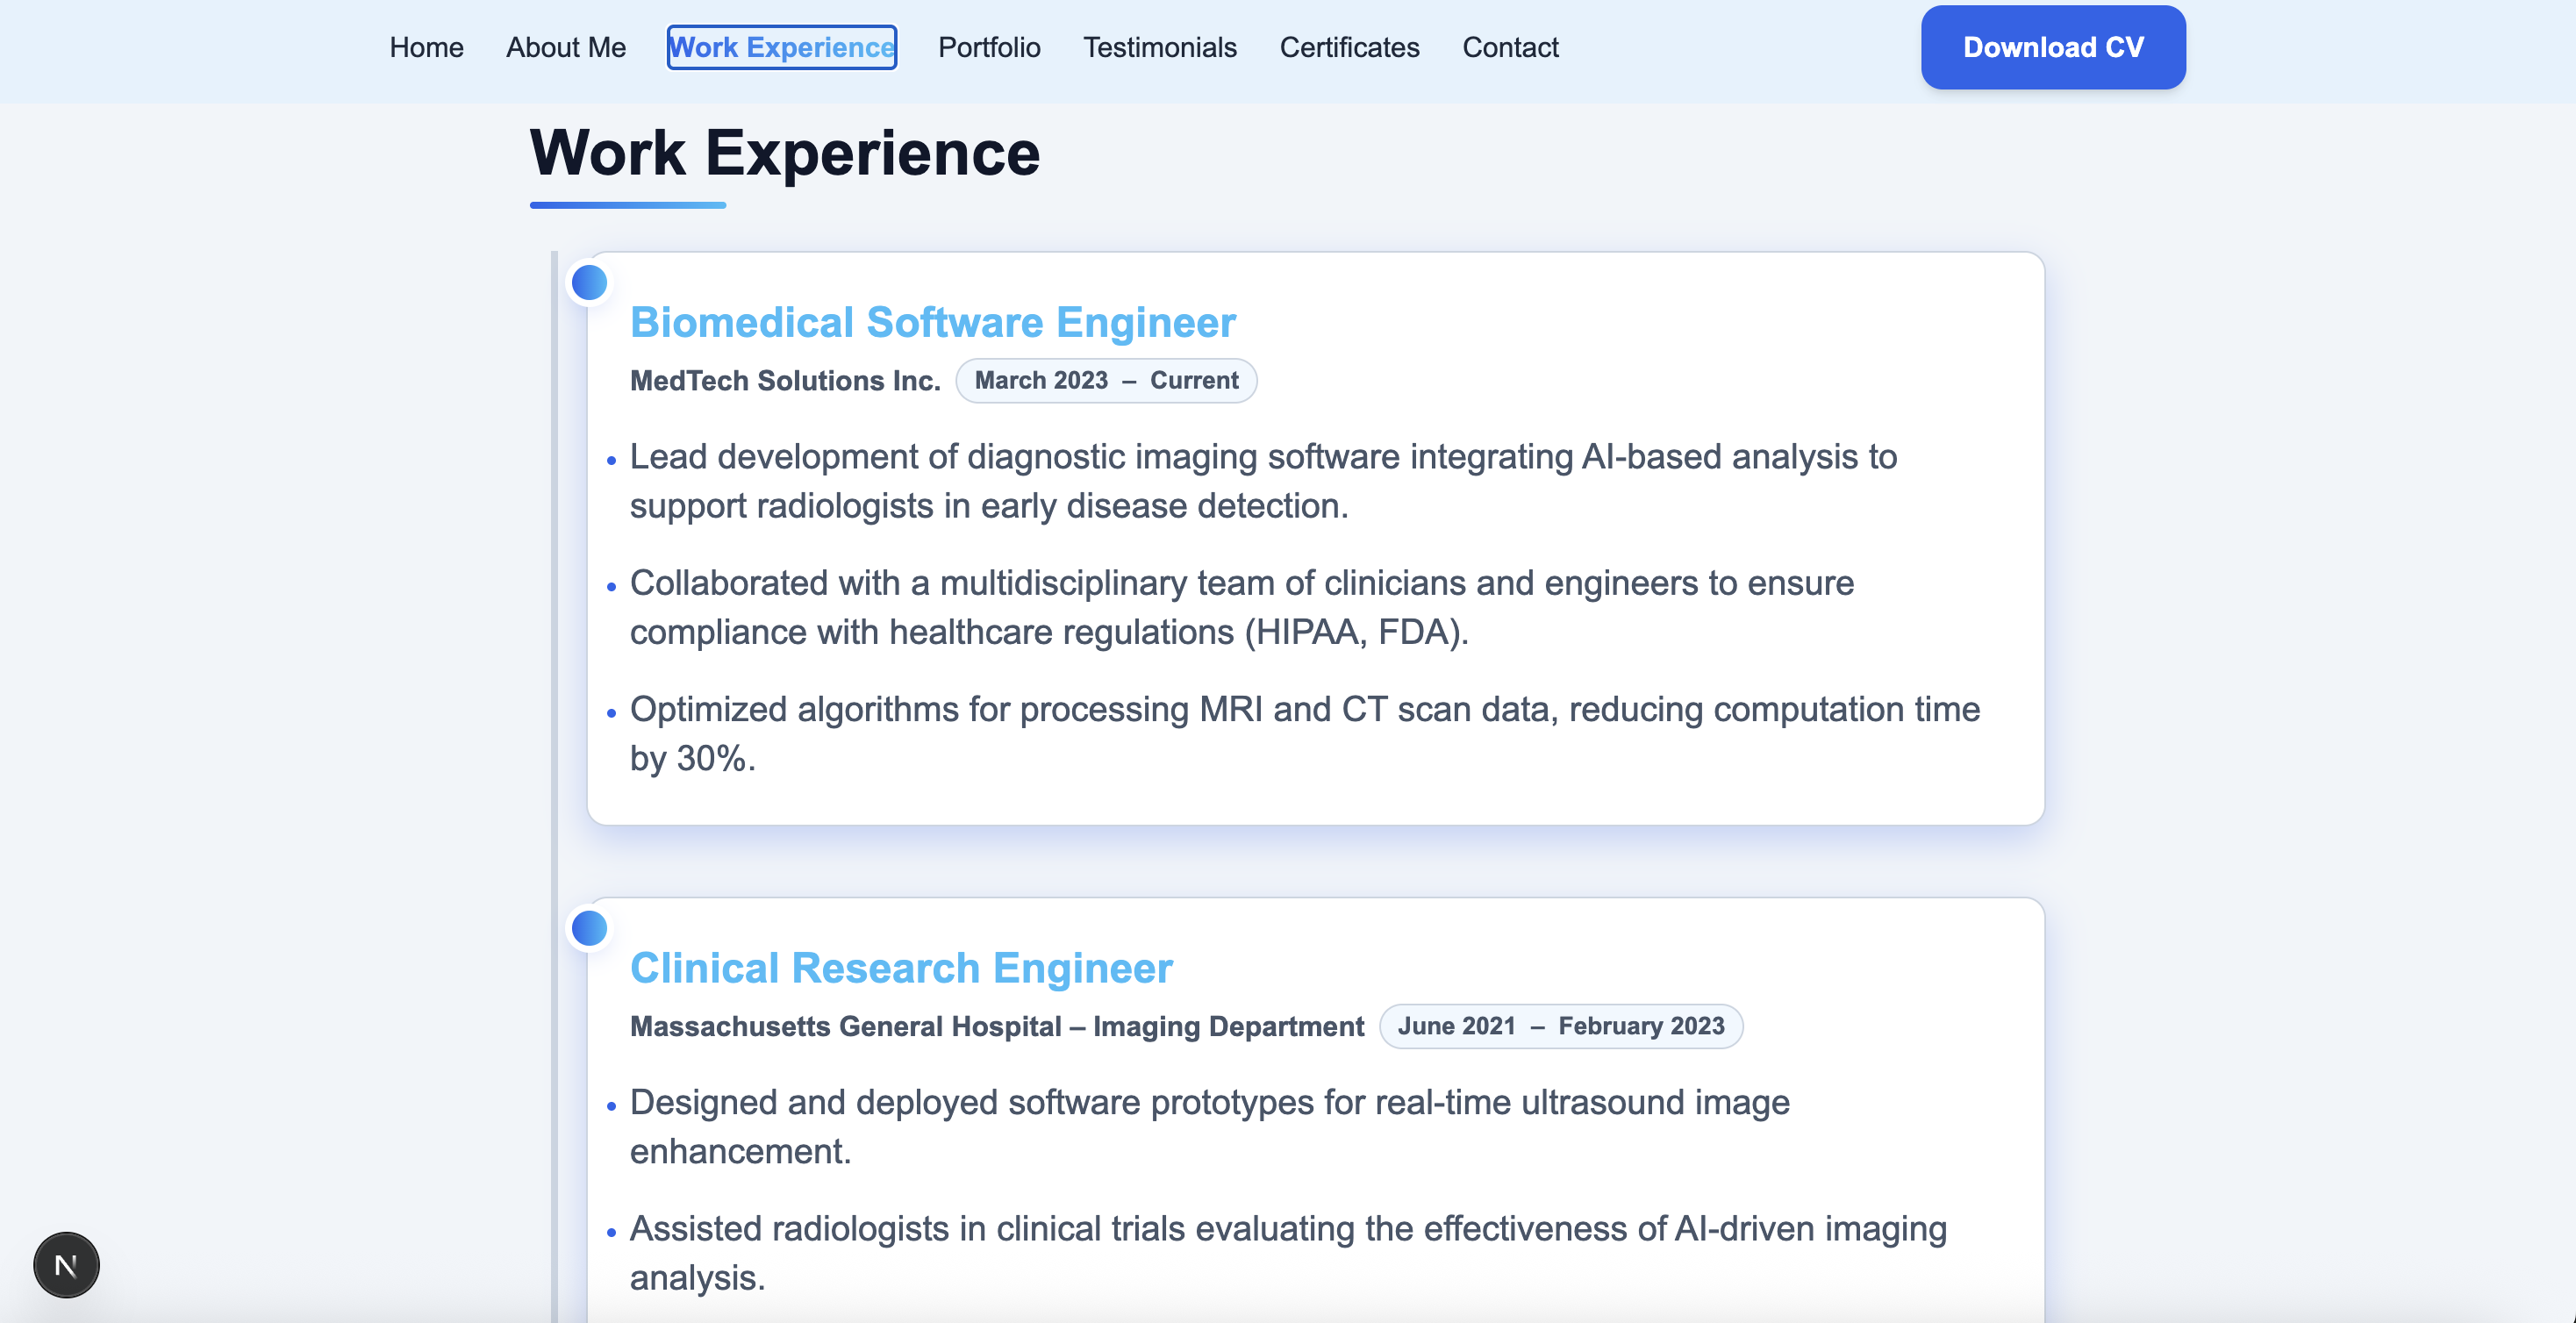 Home About Me Work Experience Portfolio Testimonials Certificates Contact Download CV
Work Experience
Biomedical Software Engineer
MedTech Solutions Inc. March 2023 – Current
• Lead development of diagnostic imaging software integrating AI-based analysis to
support radiologists in early disease detection.
• Collaborated with a multidisciplinary team of clinicians and engineers to ensure
compliance with healthcare regulations (HIPAA, FDA).
• Optimized algorithms for processing MRI and CT scan data, reducing computation time
by 30%.
Clinical Research Engineer
Massachusetts General Hospital – Imaging Department June 2021 – February 2023
• Designed and deployed software prototypes for real-time ultrasound image
enhancement.
• Assisted radiologists in clinical trials evaluating the effectiveness of AI-driven imaging
analysis.
N